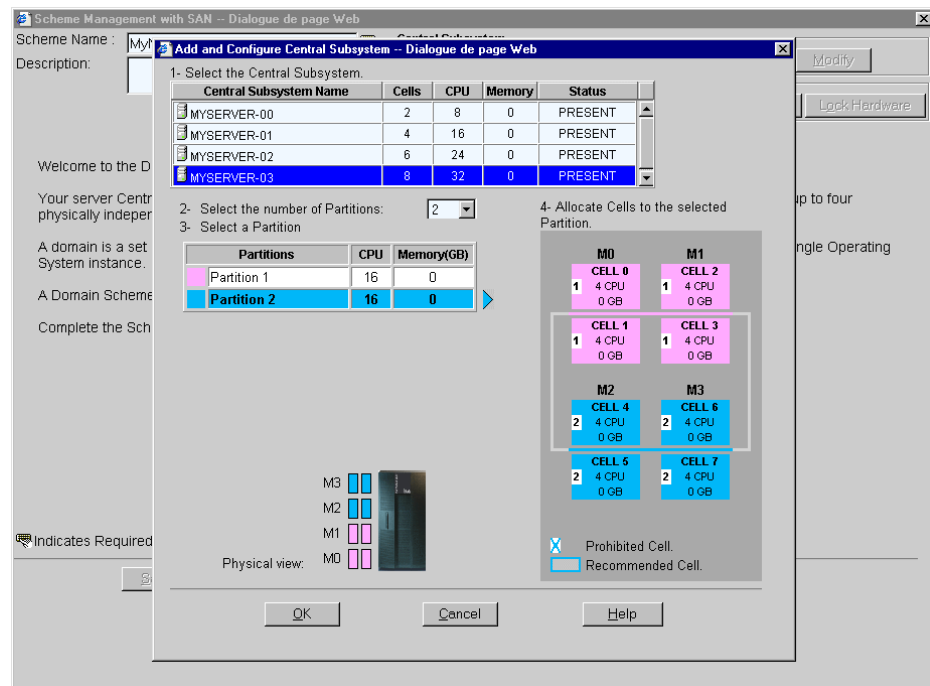 Scheme Management with SAN -- Dialogue de page Web
Scheme Name :
Description:
Modify
Lock Hardware
Welcome to the D
Your server Centr
up to four
physically indeper
A domain is a set
ngle Operating
System instance.
A Domain Scheme
Complete the Sch
Indicates Required
Add and Configure Central Subsystem -- Dialogue de page Web
1- Select the Central Subsystem.
Central Subsystem Name Cells CPU Memory Status
MYSERVER-00 2 8 0 PRESENT
MYSERVER-01 4 16 0 PRESENT
MYSERVER-02 6 24 0 PRESENT
MYSERVER-03 8 32 0 PRESENT
2- Select the number of Partitions: 2
3- Select a Partition
Partitions CPU Memory(GB)
Partition 1 16 0
Partition 2 16 0
4- Allocate Cells to the selected
Partition.
M0 M1
CELL 0 CELL 2
1 4 CPU 1 4 CPU
0 GB 0 GB
CELL 1 CELL 3
1 4 CPU 1 4 CPU
0 GB 0 GB
M2 M3
CELL 4 CELL 6
2 4 CPU 2 4 CPU
0 GB 0 GB
CELL 5 CELL 7
2 4 CPU 2 4 CPU
0 GB 0 GB
Prohibited Cell.
Recommended Cell.
M3
M2
M1
Physical view: M0
OK Cancel Help